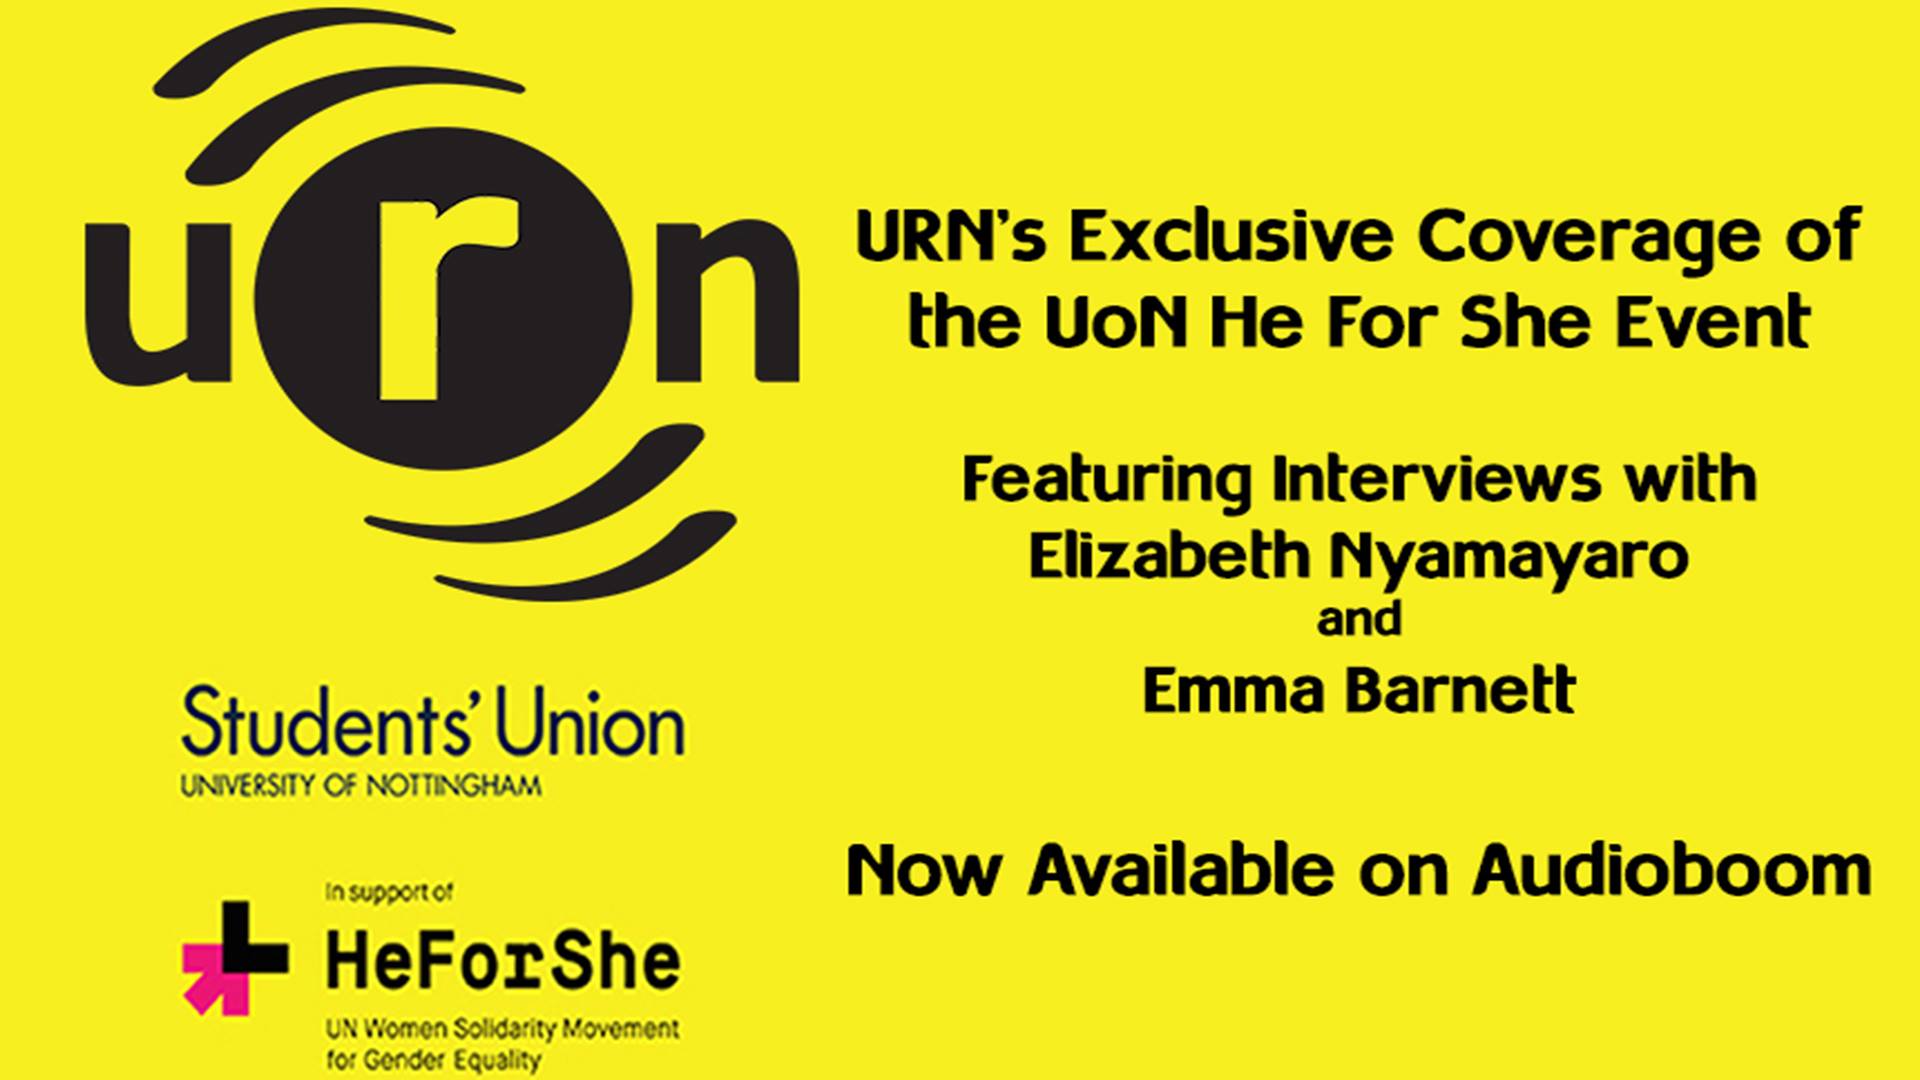 urn
URN's Exclusive Coverage of
the UoN He For She Event
Featuring Interviews with
Elizabeth Nyamayaro
and
Emma Barnett
Now Available on Audioboom
Students' Union
UNIVERSITY OF NOTTINGHAM
In support of
HeForShe
UN Women Solidarity Movement
for Gender Equality